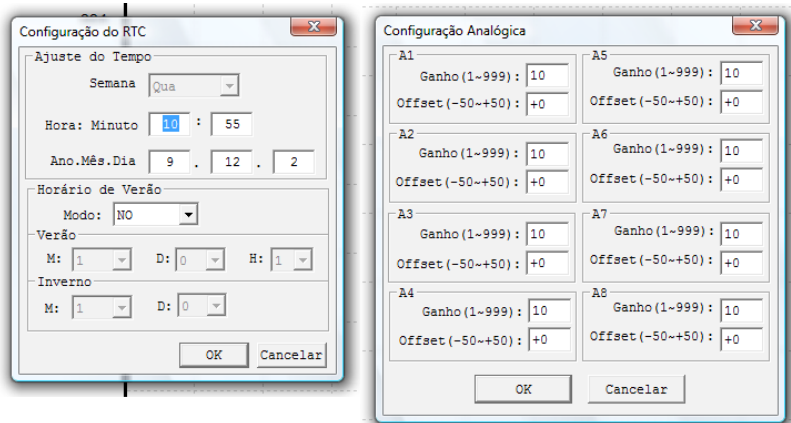 Configuração do RTC
Ajuste do Tempo
Semana Qua
Hora: Minuto 10 : 55
Ano.Mês.Dia 9 . 12 . 2
Horário de Verão
Modo: NO
Verão
M: 1 D: 0 H: 1
Inverno
M: 1 D: 0
OK Cancelar
Configuração Analógica
A1
Ganho(1~999): 10
Offset(-50~+50): +0
A2
Ganho(1~999): 10
Offset(-50~+50): +0
A3
Ganho(1~999): 10
Offset(-50~+50): +0
A4
Ganho(1~999): 10
Offset(-50~+50): +0
A5
Ganho(1~999): 10
Offset(-50~+50): +0
A6
Ganho(1~999): 10
Offset(-50~+50): +0
A7
Ganho(1~999): 10
Offset(-50~+50): +0
A8
Ganho(1~999): 10
Offset(-50~+50): +0
OK Cancelar